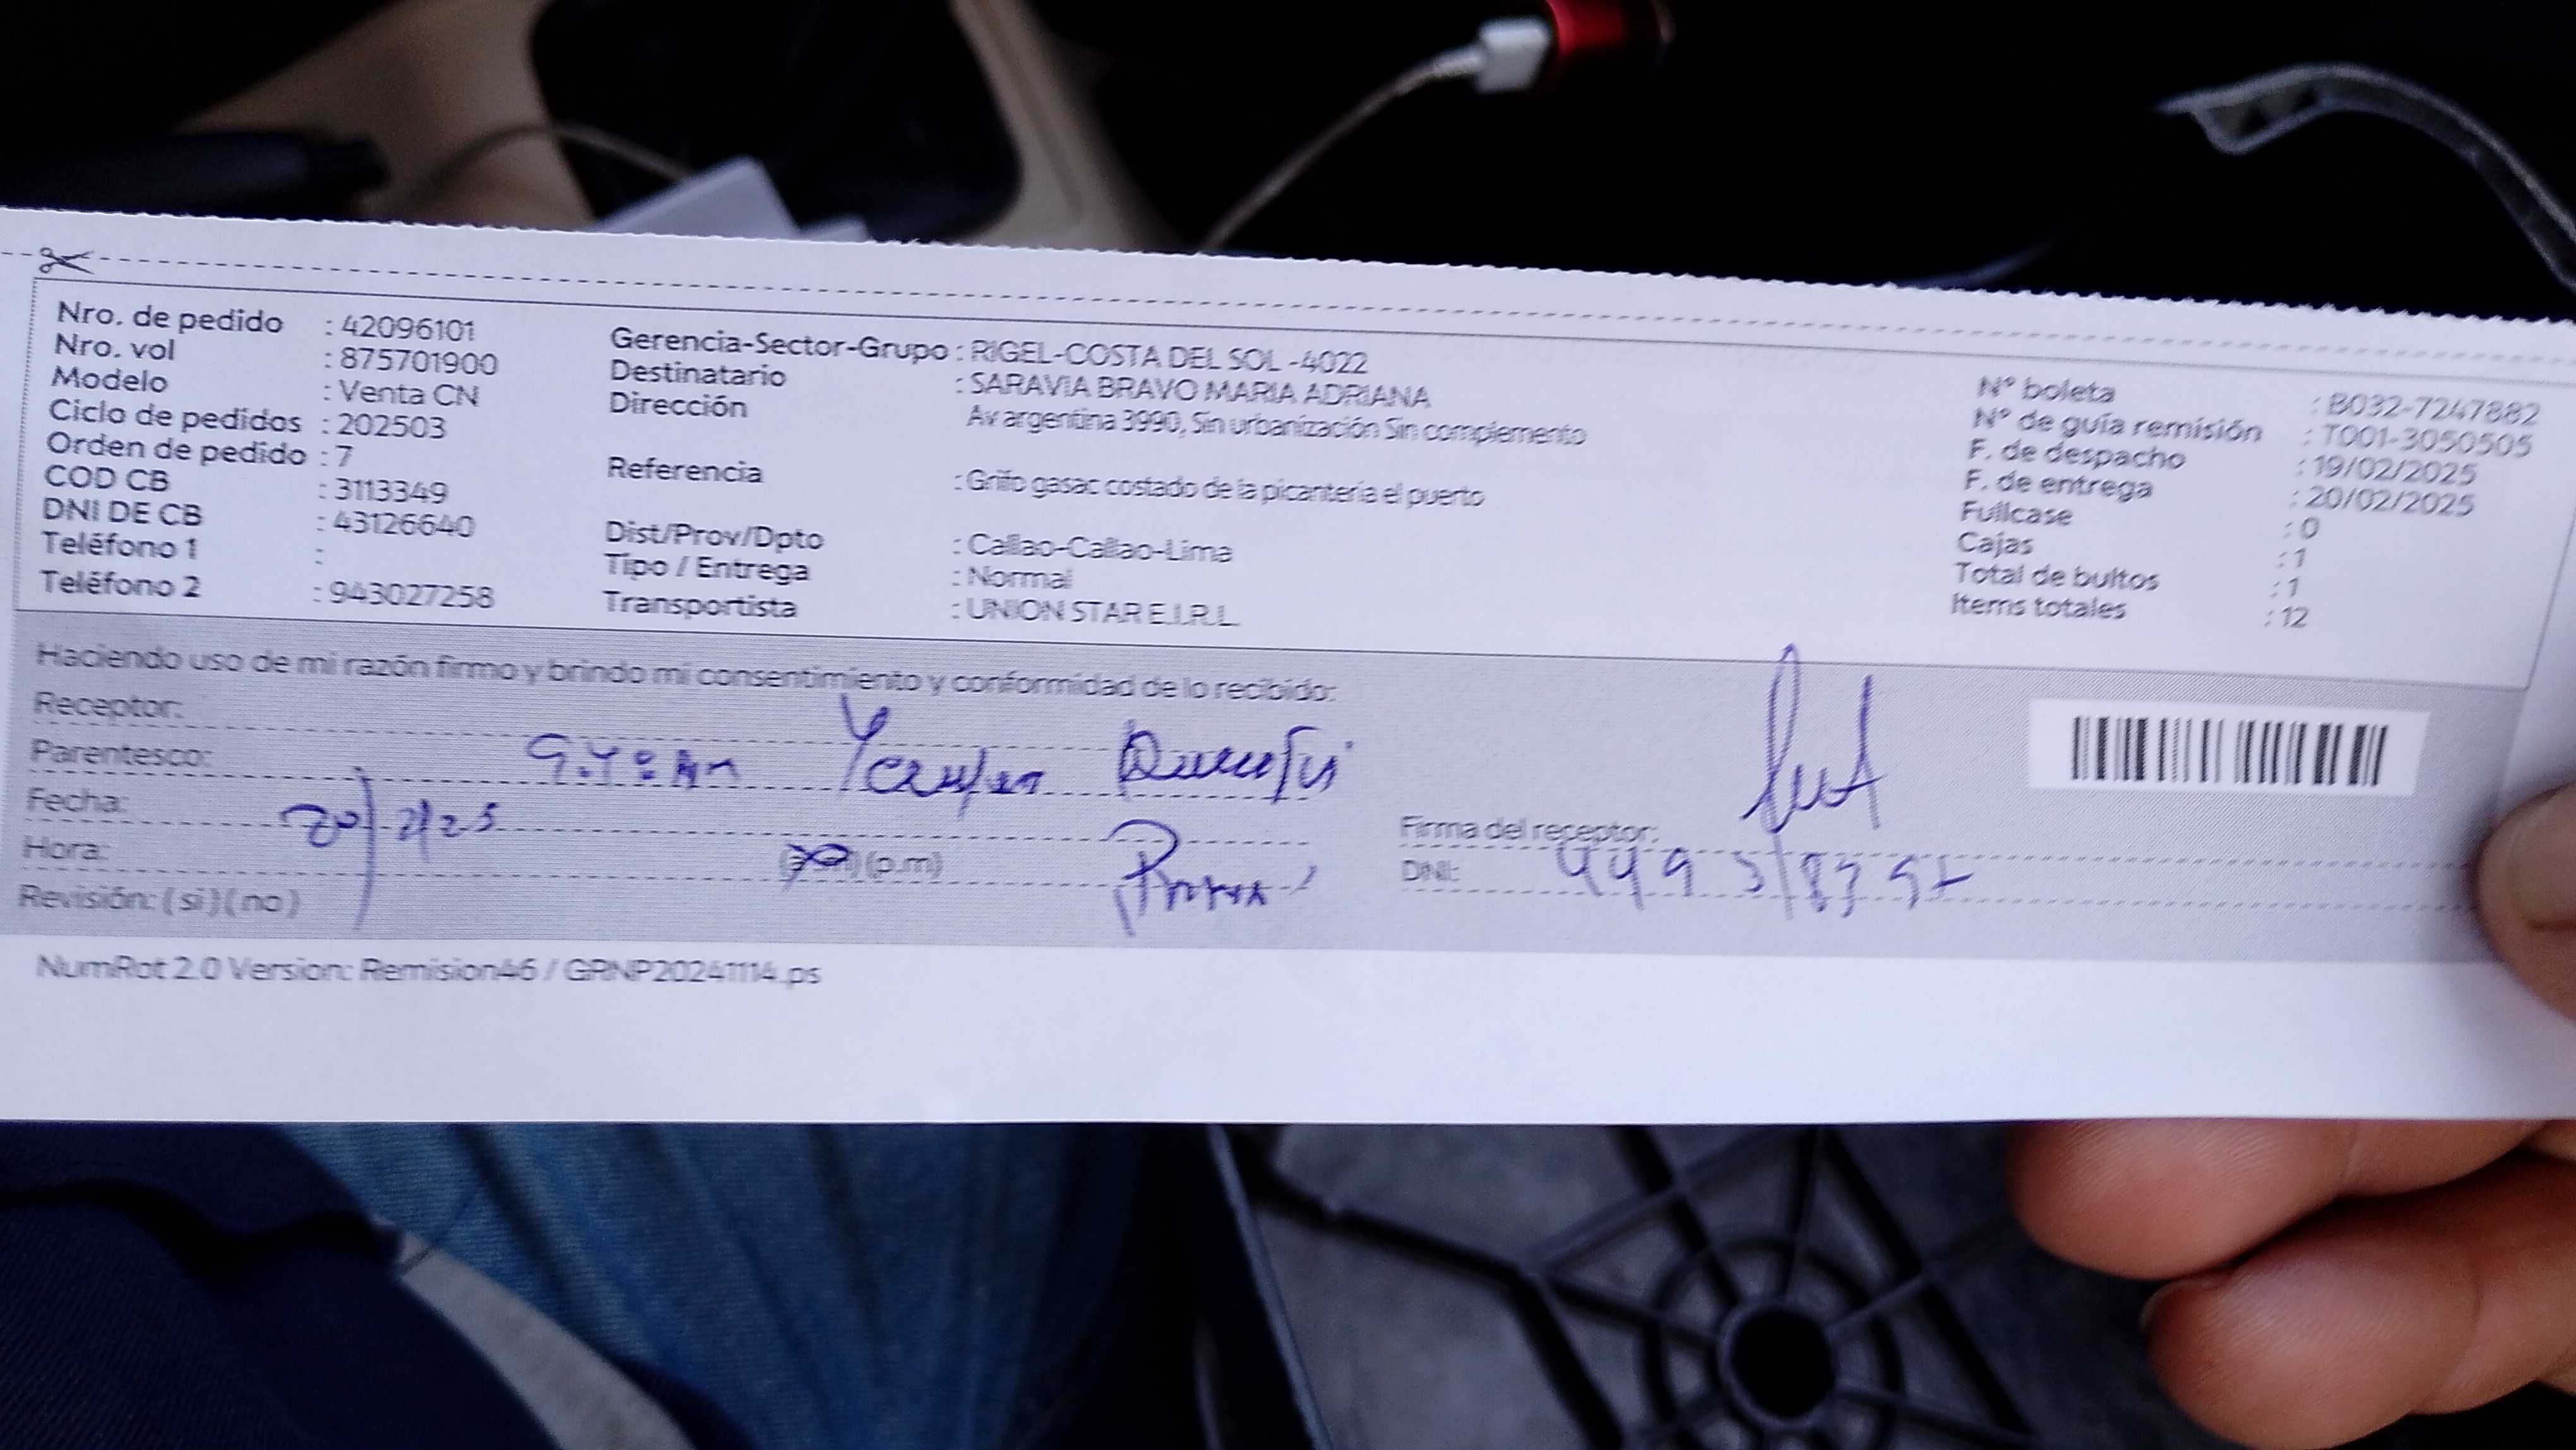 Nro. de pedido : 42096101
Nro. vol : 875701900
Modelo : Venta CN
Ciclo de pedidos : 202503
Orden de pedido : 7
COD CB : 3113349
DNI DE CB : 43126640
Teléfono 1 :
Teléfono 2 : 943027258
Gerencia-Sector-Grupo : RIGEL-COSTA DEL SOL -4022
Destinatario : SARAVIA BRAVO MARIA ADRIANA
Dirección Av argentina 3990, Sin urbanización Sin complemento
Referencia : Grifo gasac costado de la picantería el puerto
Dist/Prov/Dpto : Callao-Callao-Lima
Tipo / Entrega : Normal
Transportista : UNION STAR E.I.R.L.
Nº boleta : B032-7247882
Nº de guía remisión : T001-3050505
F. de despacho : 19/02/2025
F. de entrega : 20/02/2025
Fullcase : 0
Cajas : 1
Total de bultos : 1
Items totales : 12
Haciendo uso de mi razón firmo y brindo mi consentimiento y conformidad de lo recibido:
Receptor:
Parentesco:
Fecha: 20/2/25
Hora: (p.m)
Revisión: (si) (no)
Firma del receptor:
DNI:
NumRot 2.0 Version: Remision46 / GRNP20241114.ps